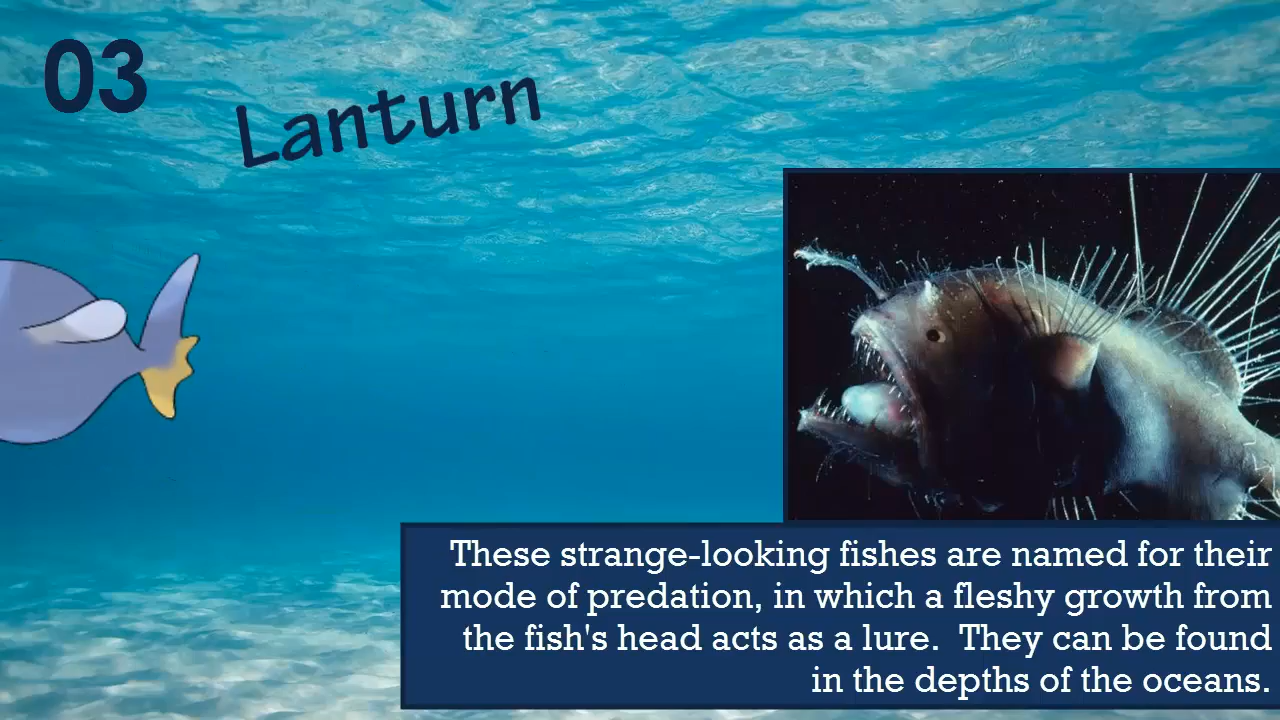 03
Lanturn
These strange-looking fishes are named for their
mode of predation, in which a fleshy growth from
the fish's head acts as a lure.  They can be found
in the depths of the oceans.